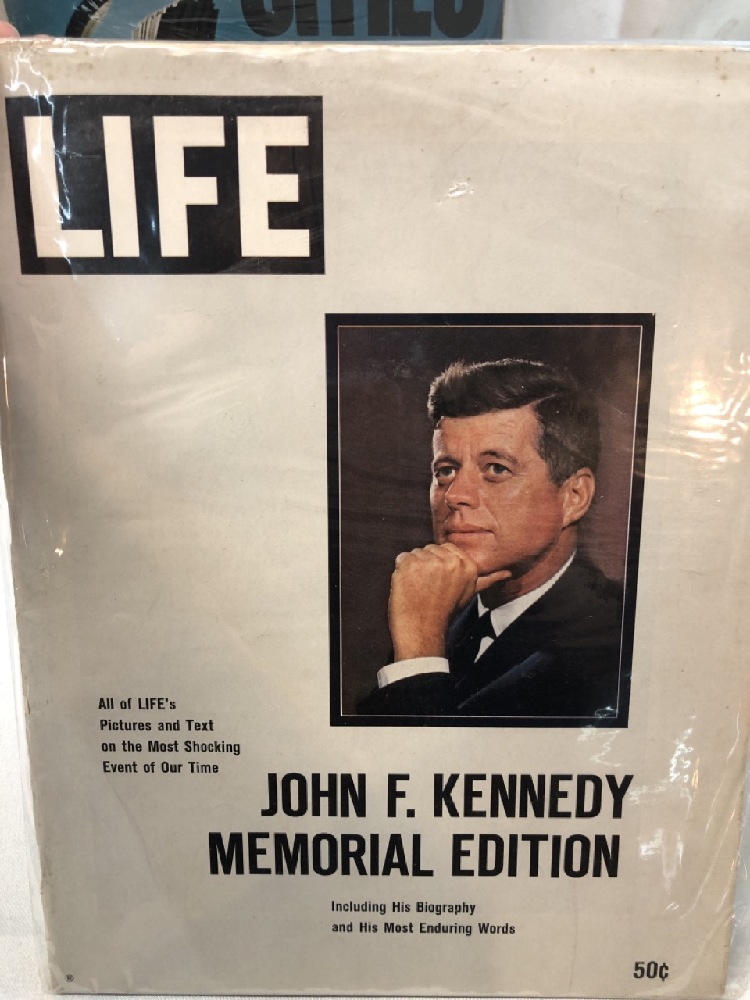 CITIES
LIFE
All of LIFE's
Pictures and Text
on the Most Shocking
Event of Our Time
JOHN F. KENNEDY
MEMORIAL EDITION
Including His Biography
and His Most Enduring Words
®
50¢